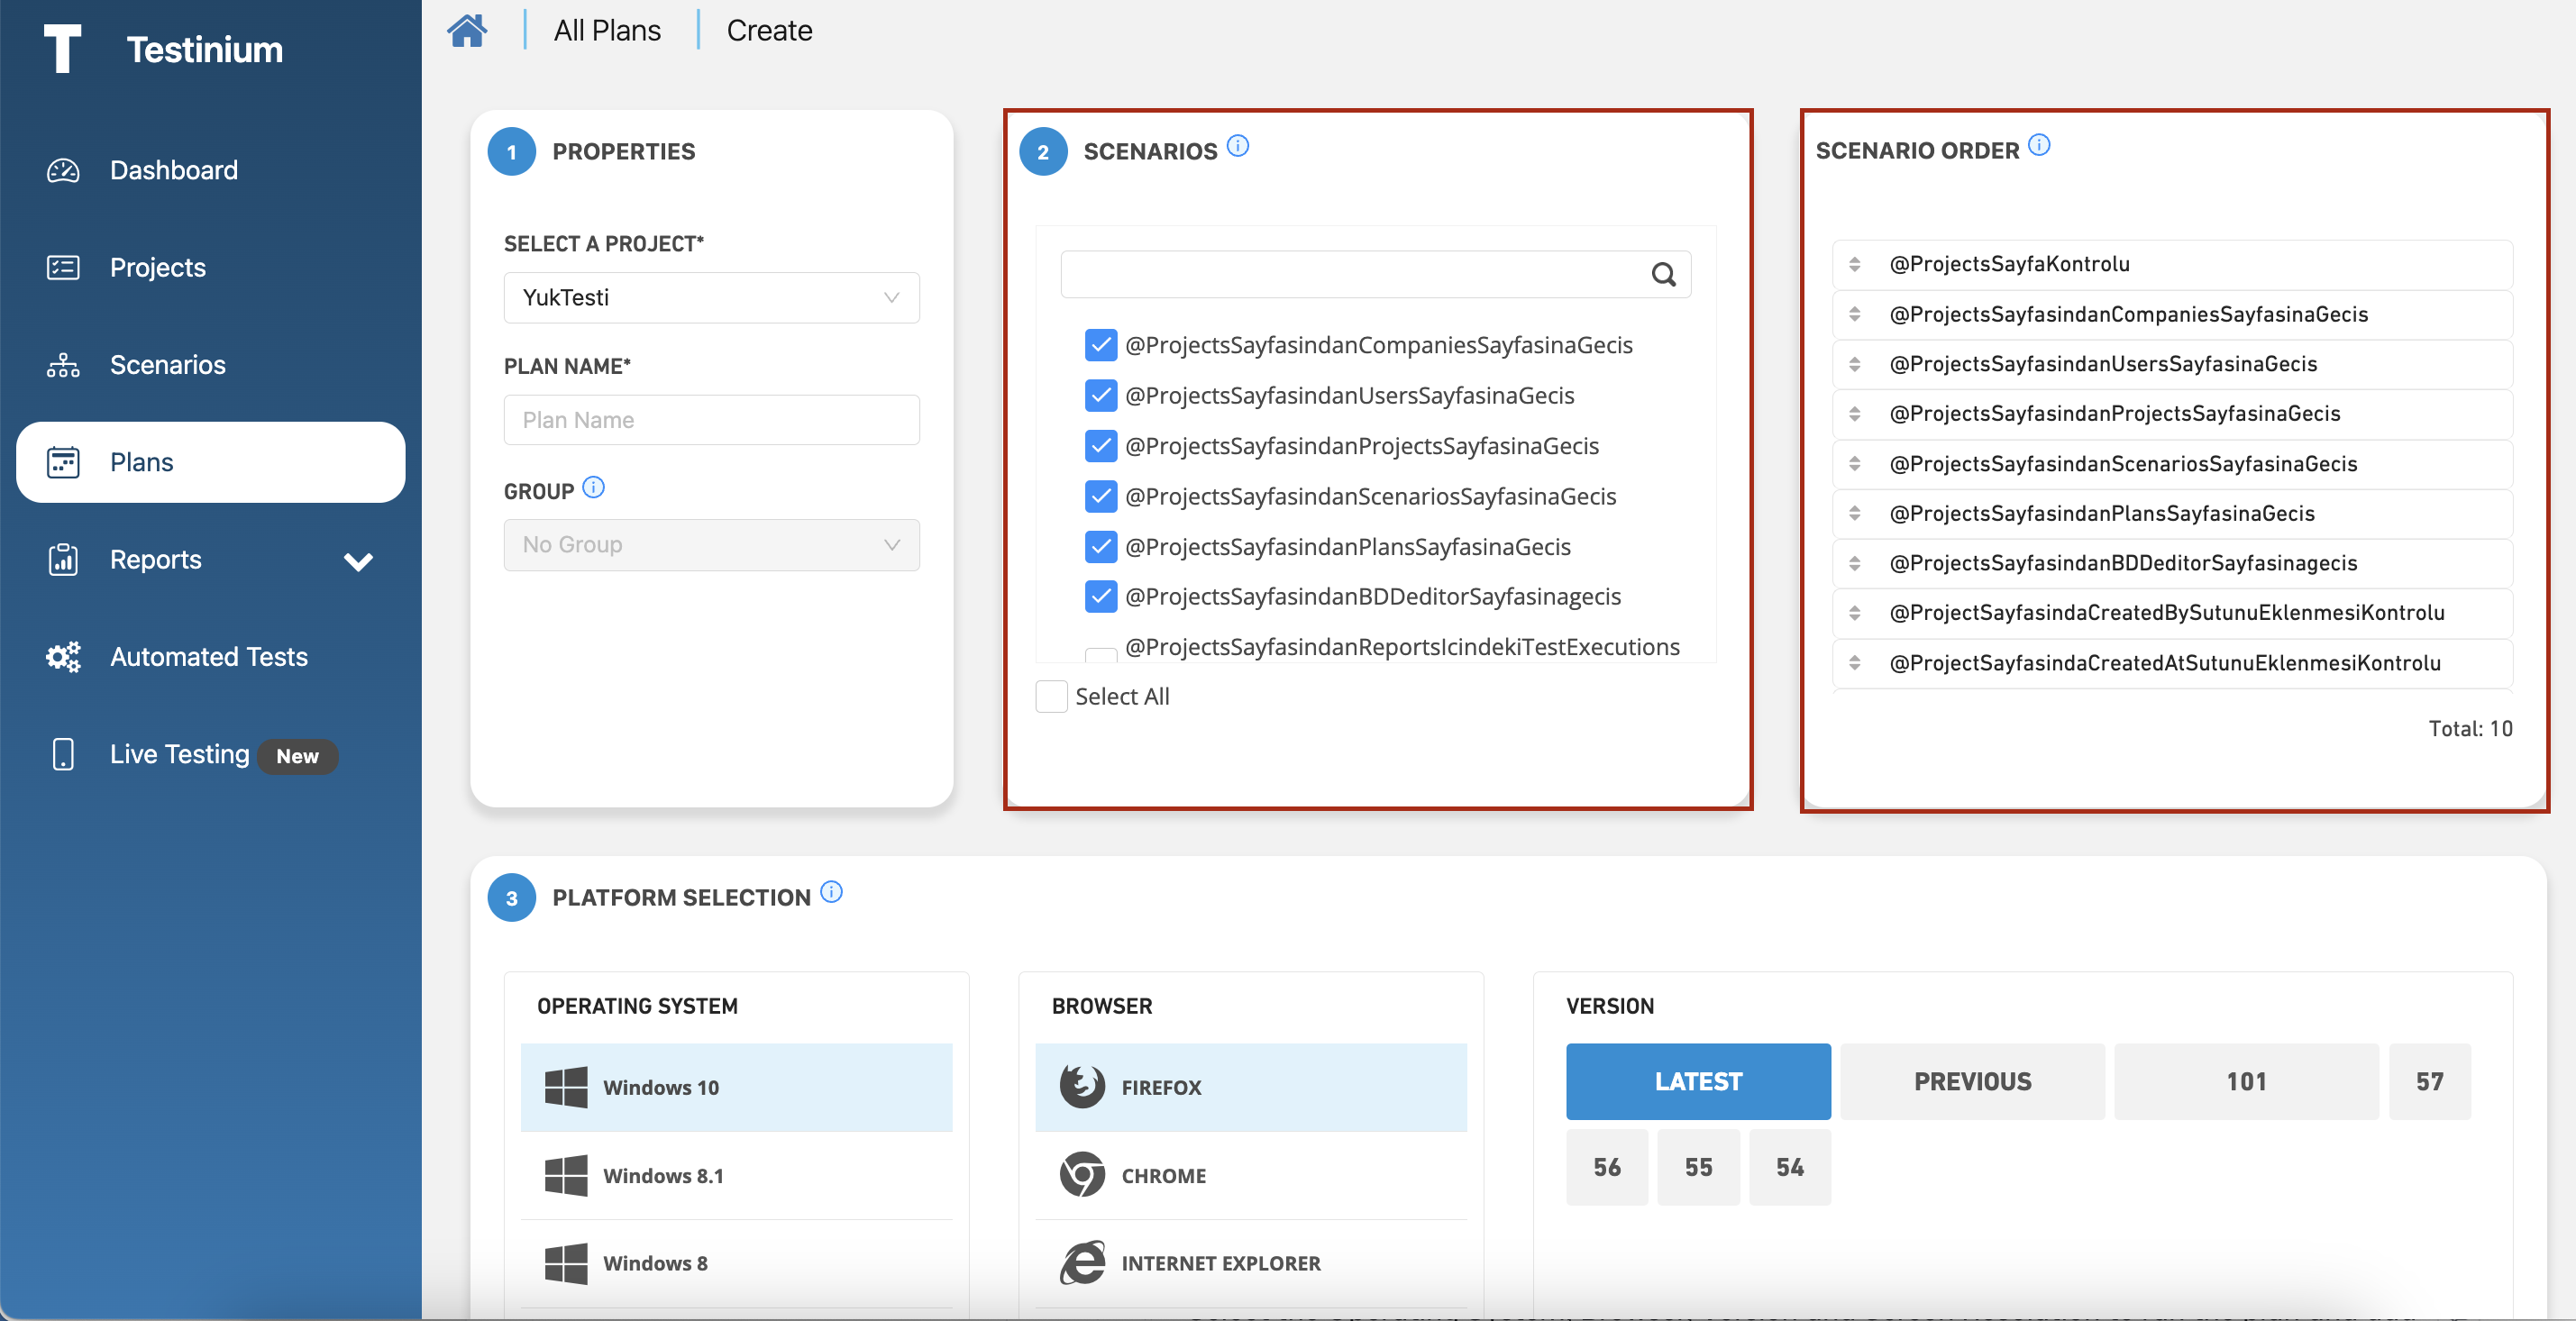 T Testinium
All Plans Create
Dashboard
Projects
Scenarios
Plans
Reports
Automated Tests
Live Testing New
1 PROPERTIES
SELECT A PROJECT*
YukTesti
PLAN NAME*
Plan Name
GROUP
No Group
2 SCENARIOS
@ProjectsSayfasindanCompaniesSayfasinaGecis
@ProjectsSayfasindanUsersSayfasinaGecis
@ProjectsSayfasindanProjectsSayfasinaGecis
@ProjectsSayfasindanScenariosSayfasinaGecis
@ProjectsSayfasindanPlansSayfasinaGecis
@ProjectsSayfasindanBDDeditorSayfasinagecis
@ProjectsSayfasindanReportsIcindekiTestExecutions
Select All
SCENARIO ORDER
@ProjectsSayfaKontrolu
@ProjectsSayfasindanCompaniesSayfasinaGecis
@ProjectsSayfasindanUsersSayfasinaGecis
@ProjectsSayfasindanProjectsSayfasinaGecis
@ProjectsSayfasindanScenariosSayfasinaGecis
@ProjectsSayfasindanPlansSayfasinaGecis
@ProjectsSayfasindanBDDeditorSayfasinagecis
@ProjectSayfasindaCreatedBySutunuEklenmesiKontrolu
@ProjectSayfasindaCreatedAtSutunuEklenmesiKontrolu
Total: 10
3 PLATFORM SELECTION
OPERATING SYSTEM
Windows 10
Windows 8.1
Windows 8
BROWSER
FIREFOX
CHROME
INTERNET EXPLORER
VERSION
LATEST PREVIOUS 101 57
56 55 54